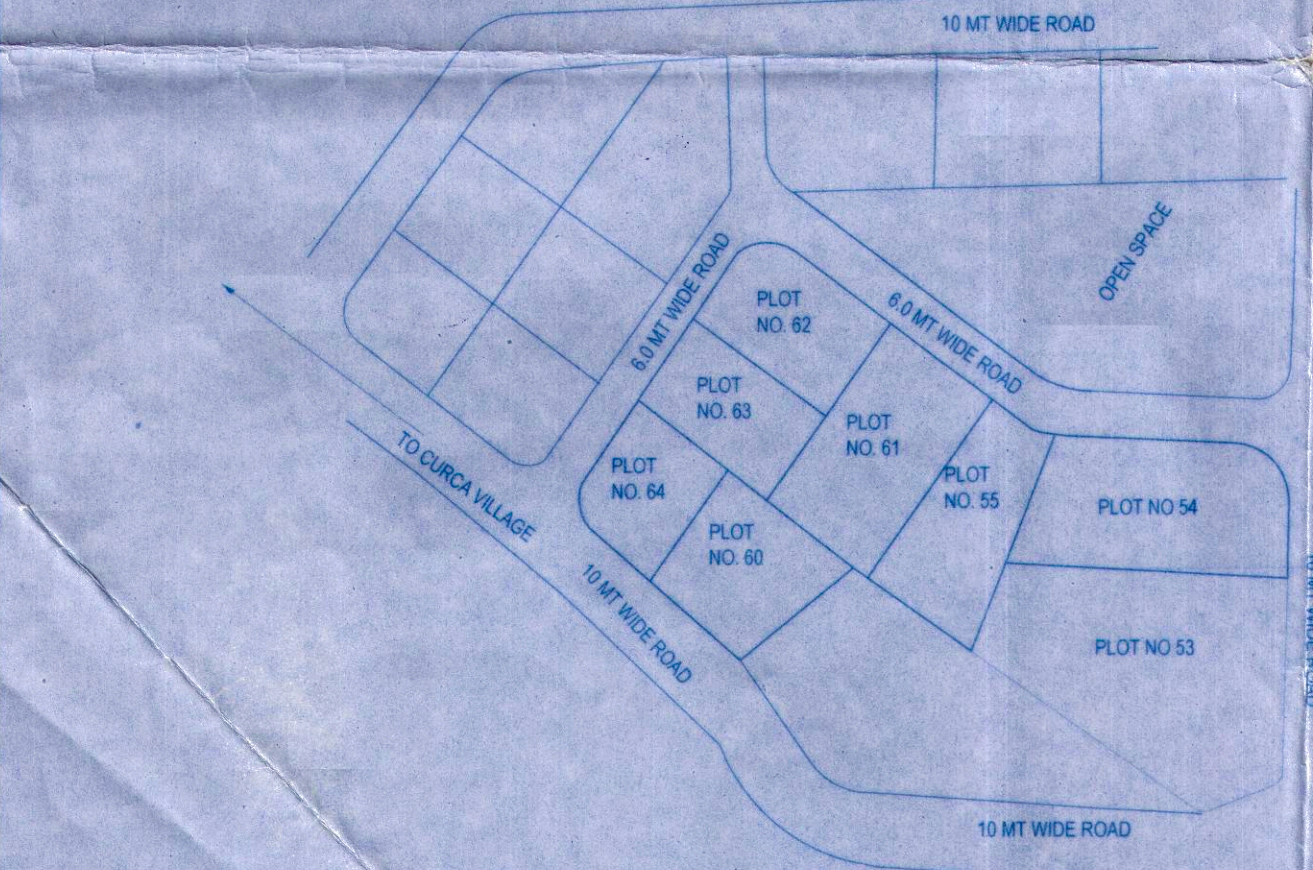 10 MT WIDE ROAD
OPEN SPACE
6.0 MT WIDE ROAD
PLOT
NO. 62
6.0 MT WIDE ROAD
PLOT
NO. 63
PLOT
NO. 61
PLOT
NO. 64
PLOT
NO. 55
TO CURCA VILLAGE
PLOT NO 54
PLOT
NO. 60
10 MT WIDE ROAD
PLOT NO 53
10 MT WIDE ROAD